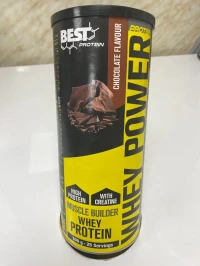 BEST
PROTEIN
CHOCOLATE FLAVOUR
WHEY POWER
HIGH
PROTEIN
WITH
CREATINE
MUSCLE BUILDER
WHEY
PROTEIN
25 Servings